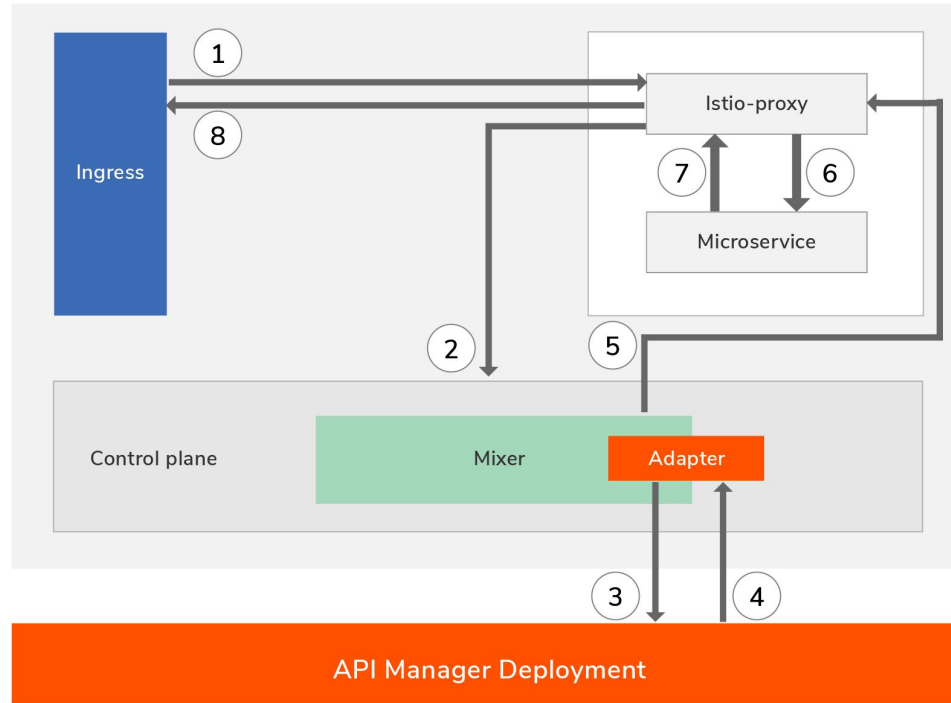 1
Istio-proxy
8
Ingress
7
6
Microservice
2
5
Control plane
Mixer
Adapter
3
4
API Manager Deployment